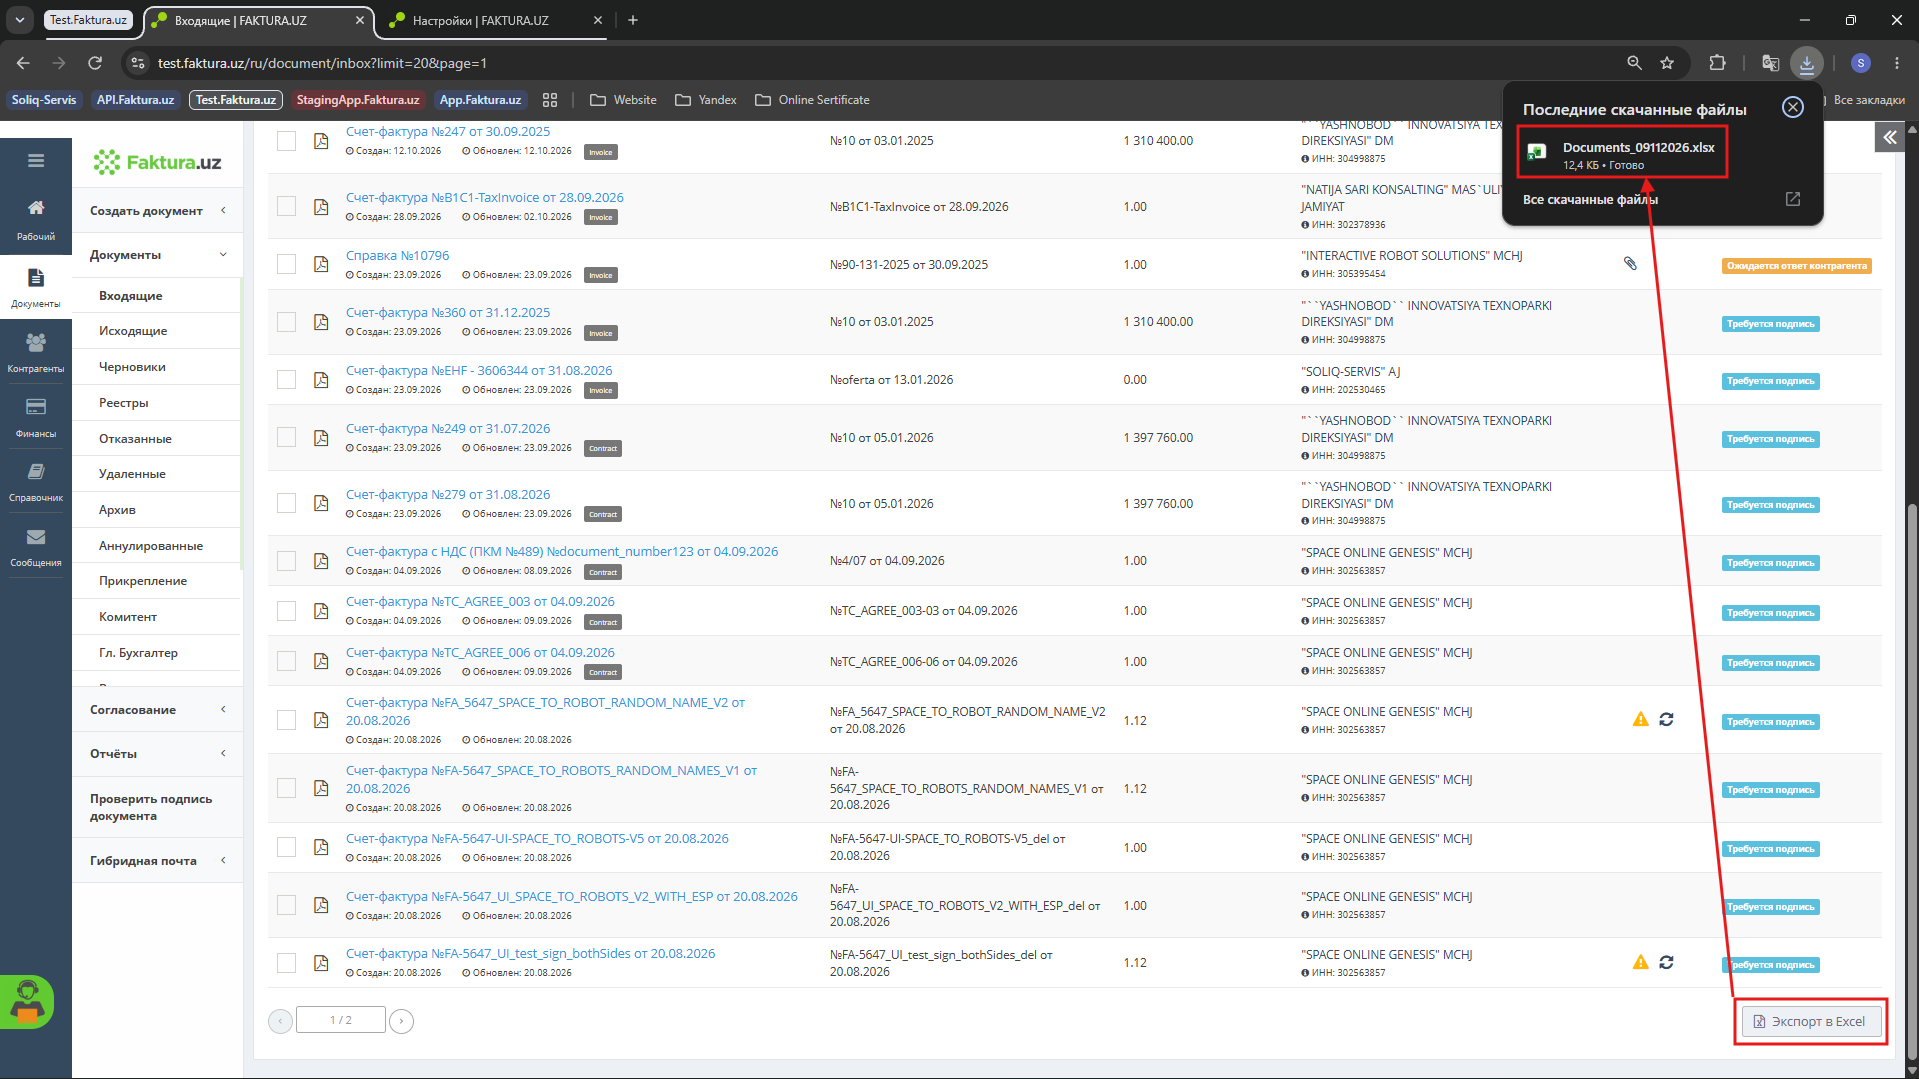 Test.Faktura.uz
Входящие | FAKTURA.UZ
Настройки | FAKTURA.UZ
test.faktura.uz/ru/document/inbox?limit=20&page=1
S
Soliq-Servis
API.Faktura.uz
Test.Faktura.uz
StagingApp.Faktura.uz
App.Faktura.uz
Website
Yandex
Online Sertificate
Все закладки
Последние скачанные файлы
Documents_09112026.xlsx
12,4 КБ • Готово
Все скачанные файлы
Рабочий
Документы
Контрагенты
Финансы
Справочник
Сообщения
Faktura.uz
Создать документ
Документы
Входящие
Исходящие
Черновики
Реестры
Отказанные
Удаленные
Архив
Аннулированные
Прикрепление
Комитент
Гл. Бухгалтер
Согласование
Отчёты
Проверить подпись
документа
Гибридная почта
Счет-фактура №247 от 30.09.2025
Создан: 12.10.2026 Обновлен: 12.10.2026 Invoice
№10 от 03.01.2025
1 310 400.00
"``YASHNOBOD`` INNOVATSIYA
DIREKSIYASI" DM
ИНН: 304998875
Счет-фактура №B1C1-TaxInvoice от 28.09.2026
Создан: 28.09.2026 Обновлен: 02.10.2026 Invoice
№B1C1-TaxInvoice от 28.09.2026
1.00
"NATIJA SARI KONSALTING"
JAMIYAT
ИНН: 302378936
Справка №10796
Создан: 23.09.2026 Обновлен: 23.09.2026 Invoice
№90-131-2025 от 30.09.2025
1.00
"INTERACTIVE ROBOT SOLUTIONS" MCHJ
ИНН: 305395454
Ожидается ответ контрагента
Счет-фактура №360 от 31.12.2025
Создан: 23.09.2026 Обновлен: 23.09.2026 Invoice
№10 от 03.01.2025
1 310 400.00
"``YASHNOBOD`` INNOVATSIYA TEXNOPARKI
DIREKSIYASI" DM
ИНН: 304998875
Требуется подпись
Счет-фактура №EHF - 3606344 от 31.08.2026
Создан: 23.09.2026 Обновлен: 23.09.2026 Invoice
№oferta от 13.01.2026
0.00
"SOLIQ-SERVIS" AJ
ИНН: 202530465
Требуется подпись
Счет-фактура №249 от 31.07.2026
Создан: 23.09.2026 Обновлен: 23.09.2026 Contract
№10 от 05.01.2026
1 397 760.00
"``YASHNOBOD`` INNOVATSIYA TEXNOPARKI
DIREKSIYASI" DM
ИНН: 304998875
Требуется подпись
Счет-фактура №279 от 31.08.2026
Создан: 23.09.2026 Обновлен: 23.09.2026 Contract
№10 от 05.01.2026
1 397 760.00
"``YASHNOBOD`` INNOVATSIYA TEXNOPARKI
DIREKSIYASI" DM
ИНН: 304998875
Требуется подпись
Счет-фактура с НДС (ПКМ №489) №document_number123 от 04.09.2026
Создан: 04.09.2026 Обновлен: 08.09.2026 Contract
№4/07 от 04.09.2026
1.00
"SPACE ONLINE GENESIS" MCHJ
ИНН: 302563857
Требуется подпись
Счет-фактура №TC_AGREE_003 от 04.09.2026
Создан: 04.09.2026 Обновлен: 09.09.2026 Contract
№TC_AGREE_003-03 от 04.09.2026
1.00
"SPACE ONLINE GENESIS" MCHJ
ИНН: 302563857
Требуется подпись
Счет-фактура №TC_AGREE_006 от 04.09.2026
Создан: 04.09.2026 Обновлен: 09.09.2026 Contract
№TC_AGREE_006-06 от 04.09.2026
1.00
"SPACE ONLINE GENESIS" MCHJ
ИНН: 302563857
Требуется подпись
Счет-фактура №FA_5647_SPACE_TO_ROBOT_RANDOM_NAME_V2 от
20.08.2026
Создан: 20.08.2026 Обновлен: 20.08.2026
№FA_5647_SPACE_TO_ROBOT_RANDOM_NAME_V2
от 20.08.2026
1.12
"SPACE ONLINE GENESIS" MCHJ
ИНН: 302563857
Требуется подпись
Счет-фактура №FA-5647_SPACE_TO_ROBOTS_RANDOM_NAMES_V1 от
20.08.2026
Создан: 20.08.2026 Обновлен: 20.08.2026
№FA-
5647_SPACE_TO_ROBOTS_RANDOM_NAMES_V1 от
20.08.2026
1.12
"SPACE ONLINE GENESIS" MCHJ
ИНН: 302563857
Требуется подпись
Счет-фактура №FA-5647-UI-SPACE_TO_ROBOTS-V5 от 20.08.2026
Создан: 20.08.2026 Обновлен: 20.08.2026
№FA-5647-UI-SPACE_TO_ROBOTS-V5_del от
20.08.2026
1.00
"SPACE ONLINE GENESIS" MCHJ
ИНН: 302563857
Требуется подпись
Счет-фактура №FA-5647_UI_SPACE_TO_ROBOTS_V2_WITH_ESP от 20.08.2026
Создан: 20.08.2026 Обновлен: 20.08.2026
№FA-
5647_UI_SPACE_TO_ROBOTS_V2_WITH_ESP_del от
20.08.2026
1.00
"SPACE ONLINE GENESIS" MCHJ
ИНН: 302563857
Требуется подпись
Счет-фактура №FA-5647_UI_test_sign_bothSides от 20.08.2026
Создан: 20.08.2026 Обновлен: 20.08.2026
№FA-5647_UI_test_sign_bothSides_del от
20.08.2026
1.12
"SPACE ONLINE GENESIS" MCHJ
ИНН: 302563857
Требуется подпись
1 / 2
Экспорт в Excel